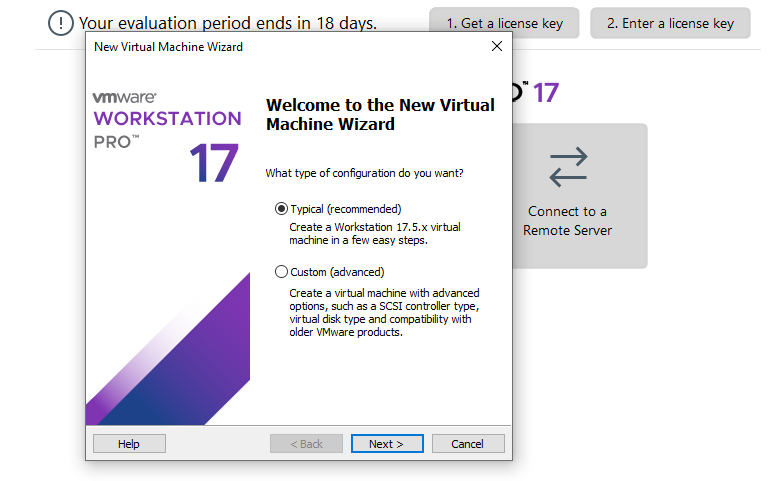 Your evaluation period ends in 18 days.
1. Get a license key
2. Enter a license key
New Virtual Machine Wizard
vmware®
WORKSTATION
PRO™
17
Welcome to the New Virtual
Machine Wizard
What type of configuration do you want?
Typical (recommended)
Create a Workstation 17.5.x virtual
machine in a few easy steps.
Custom (advanced)
Create a virtual machine with advanced
options, such as a SCSI controller type,
virtual disk type and compatibility with
older VMware products.
Help
< Back
Next >
Cancel
™ 17
Connect to a
Remote Server